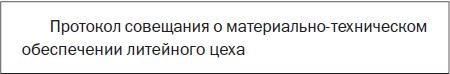 Протокол совещания о материально-техническом
обеспечении литейного цеха